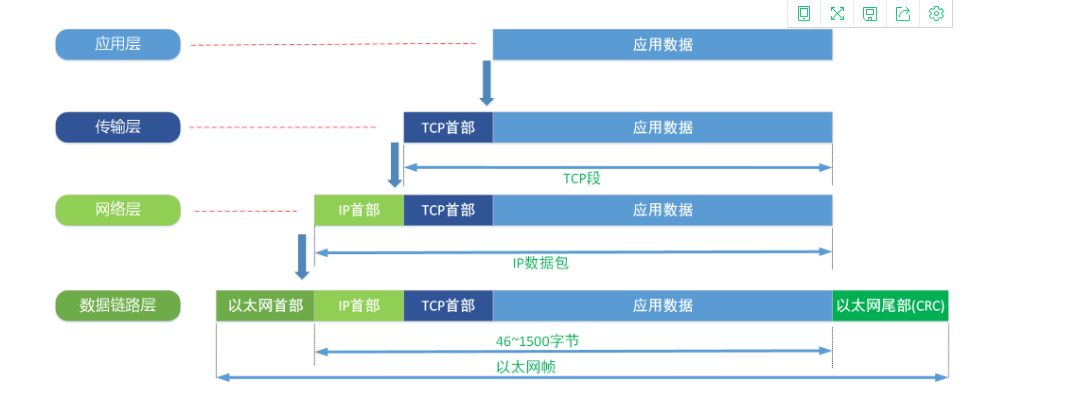 应用层
应用数据
传输层
TCP首部
应用数据
TCP段
网络层
IP首部
TCP首部
应用数据
IP数据包
数据链路层
以太网首部
IP首部
TCP首部
应用数据
以太网尾部(CRC)
46~1500字节
以太网帧